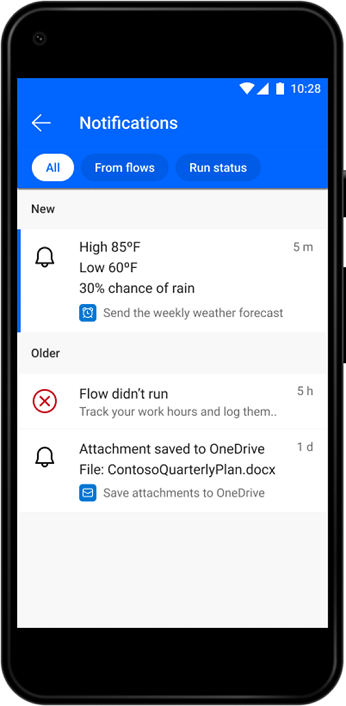 10:28
Notifications
All From flows Run status
New
High 85ºF 5 m
Low 60ºF
30% chance of rain
Send the weekly weather forecast
Older
Flow didn't run 5 h
Track your work hours and log them..
Attachment saved to OneDrive 1 d
File: ContosoQuarterlyPlan.docx
Save attachments to OneDrive